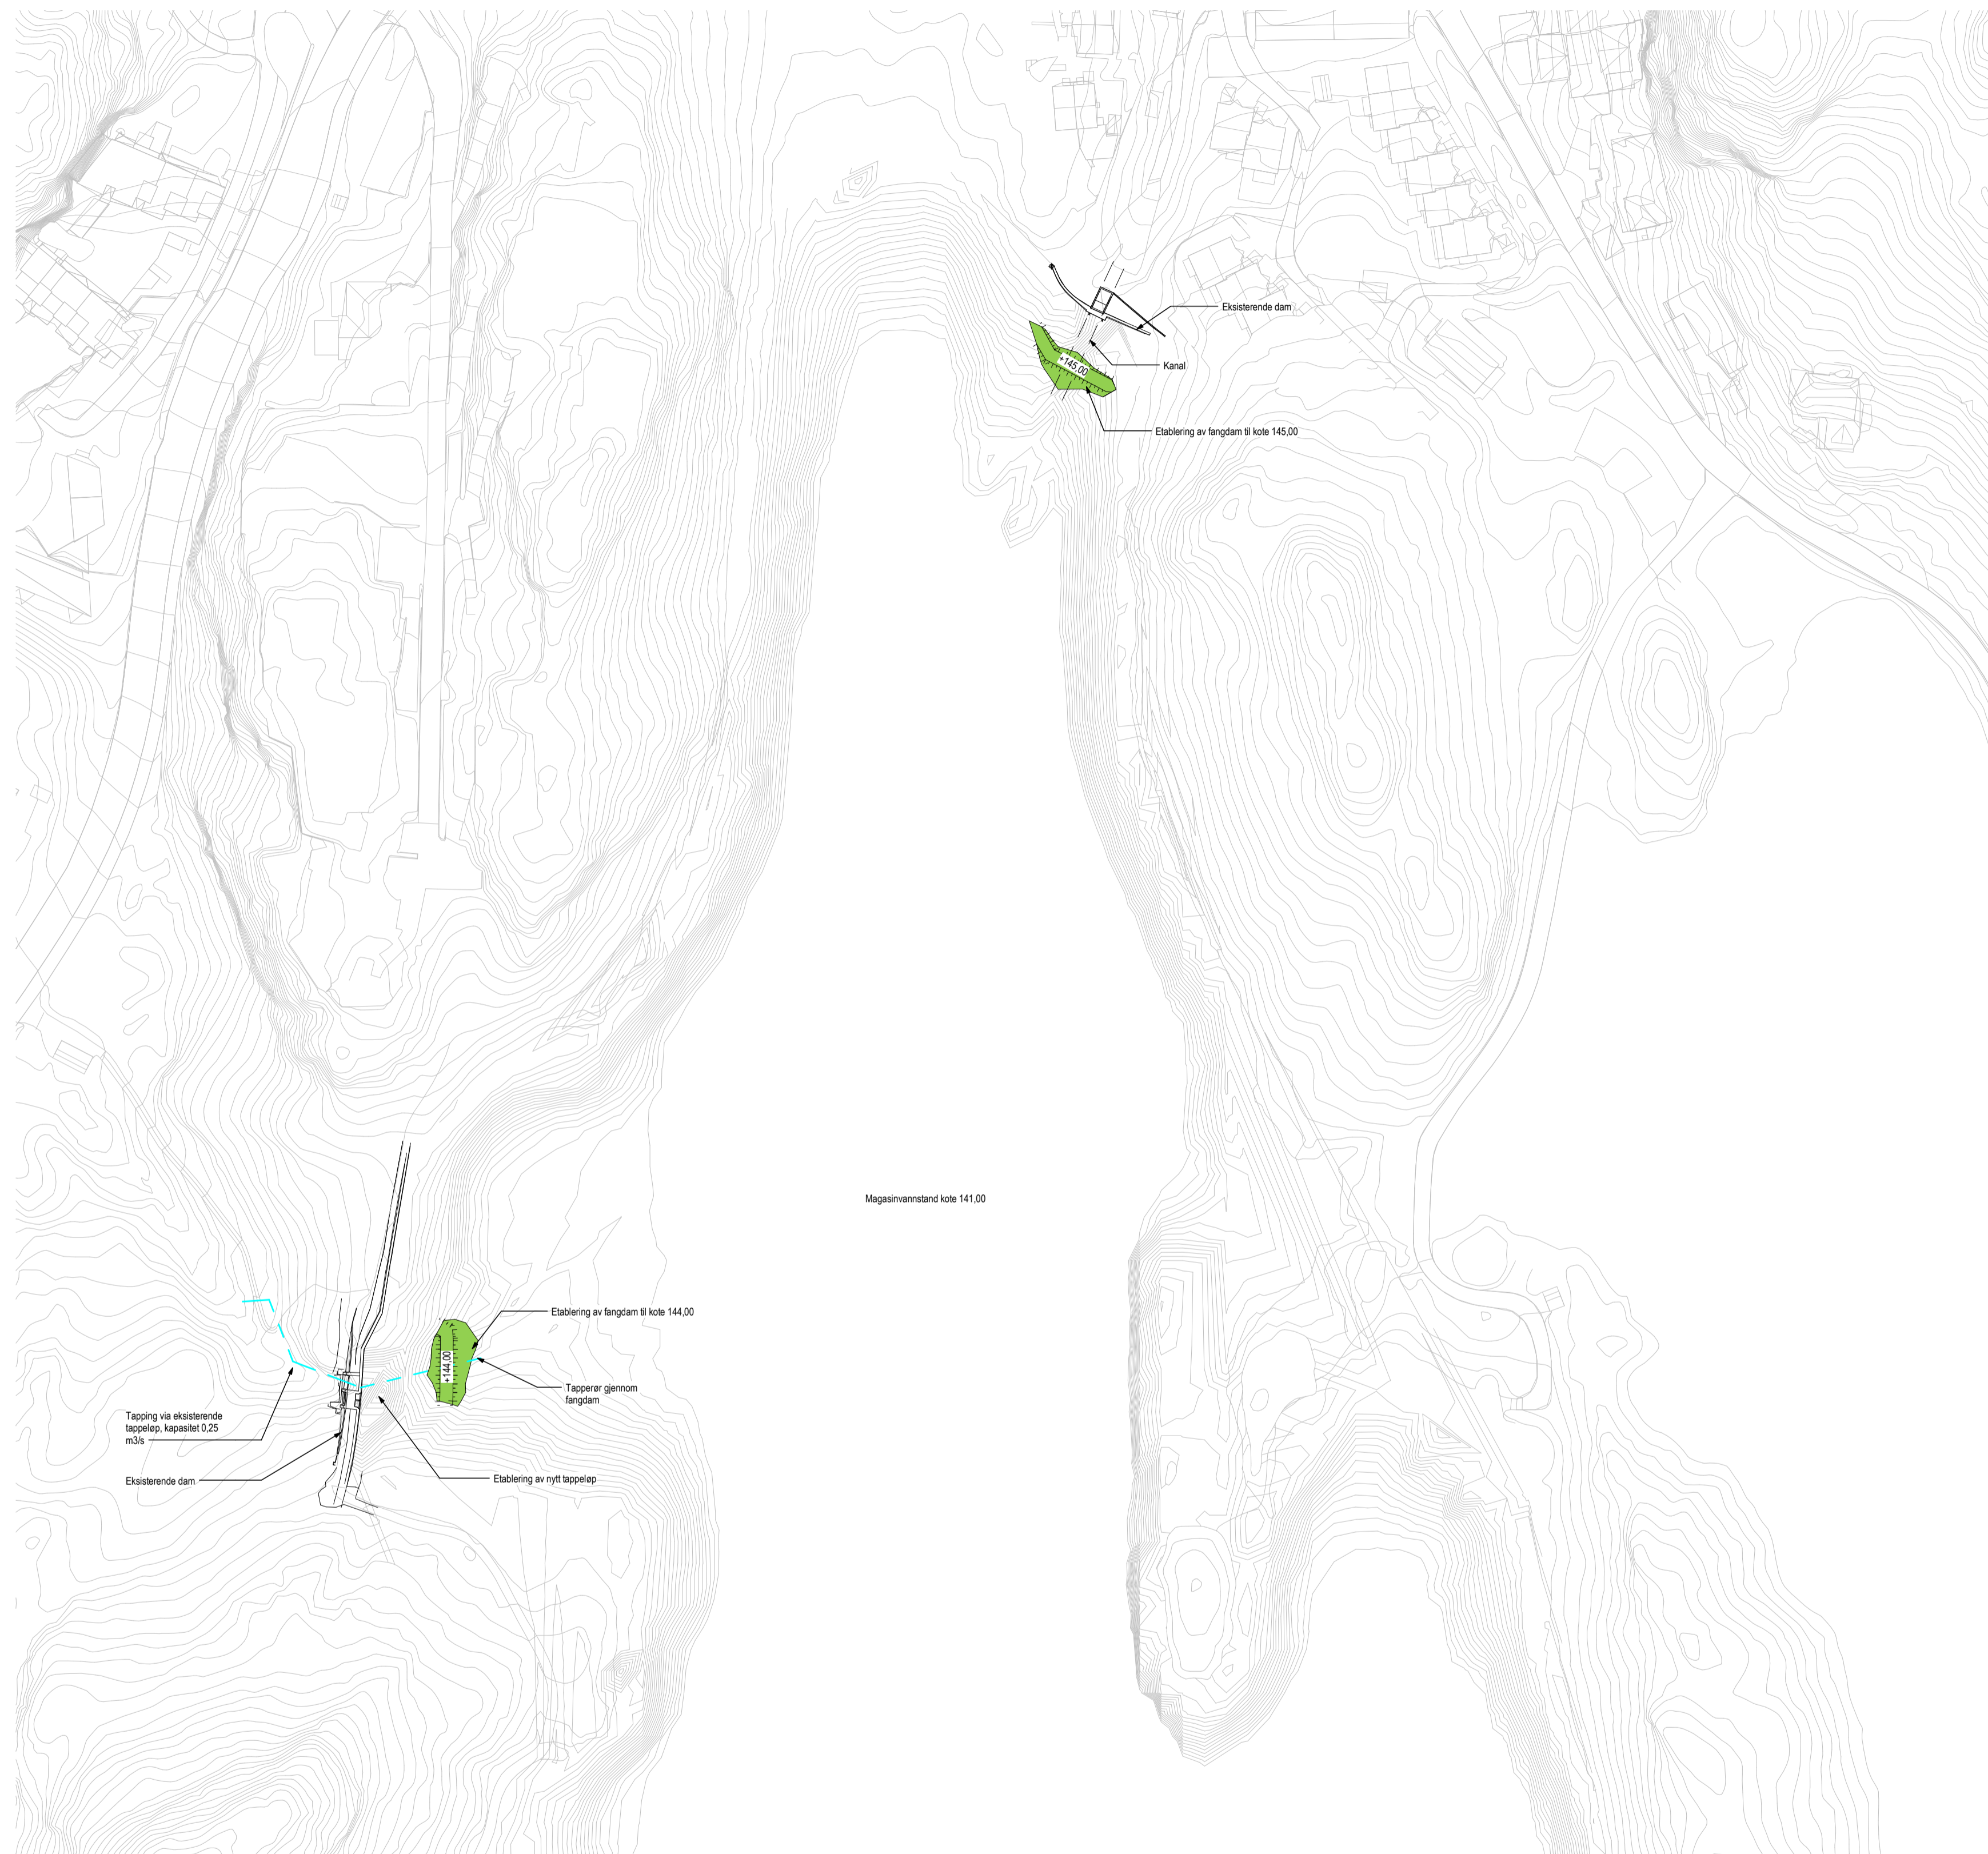 Eksisterende dam
Kanal
+145,00
Etablering av fangdam til kote 145,00
Magasinvannstand kote 141,00
Etablering av fangdam til kote 144,00
+144,00
Tapperør gjennom
fangdam
Tapping via eksisterende
tappeløp, kapasitet 0,25
m3/s
Eksisterende dam
Etablering av nytt tappeløp